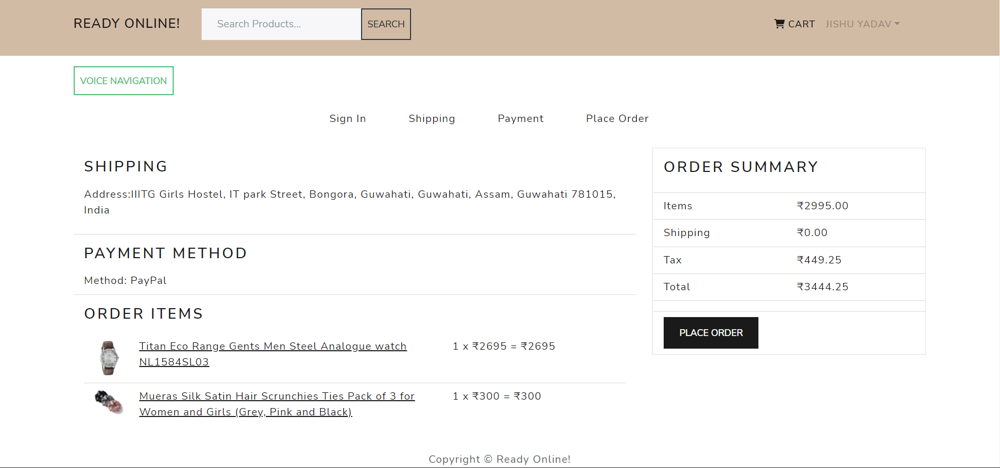 READY ONLINE!
Search Products...
SEARCH
CART
JISHU YADAV
VOICE NAVIGATION
Sign In
Shipping
Payment
Place Order
SHIPPING
Address:IIITG Girls Hostel, IT park Street, Bongora, Guwahati, Guwahati, Assam, Guwahati 781015,
India
PAYMENT METHOD
Method: PayPal
ORDER ITEMS
Titan Eco Range Gents Men Steel Analogue watch
NL1584SL03
1 x ₹2695 = ₹2695
Mueras Silk Satin Hair Scrunchies Ties Pack of 3 for
Women and Girls (Grey, Pink and Black)
1 x ₹300 = ₹300
ORDER SUMMARY
Items ₹2995.00
Shipping ₹0.00
Tax ₹449.25
Total ₹3444.25
PLACE ORDER
Copyright © Ready Online!